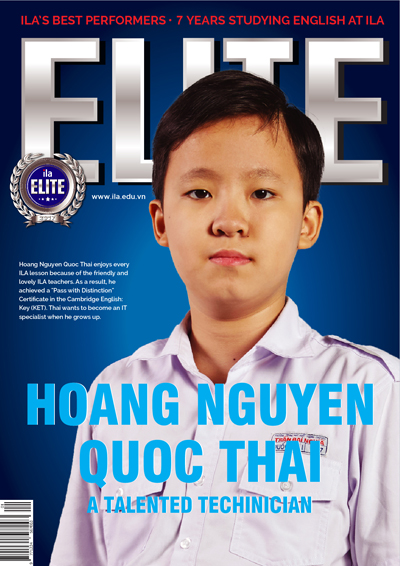 ILA'S BEST PERFORMERS • 7 YEARS STUDYING ENGLISH AT ILA
ELITE
ila
ELITE
www.ila.edu.vn
Hoang Nguyen Quoc Thai enjoys every
ILA lesson because of the friendly and
lovely ILA teachers. As a result, he
achieved a "Pass with Distinction"
Certificate in the Cambridge English:
Key (KET). Thai wants to become an IT
specialist when he grows up.
HOANG NGUYEN
QUOC THAI
TRẦN ĐẠI NGHĨA
A TALENTED TECHINICIAN